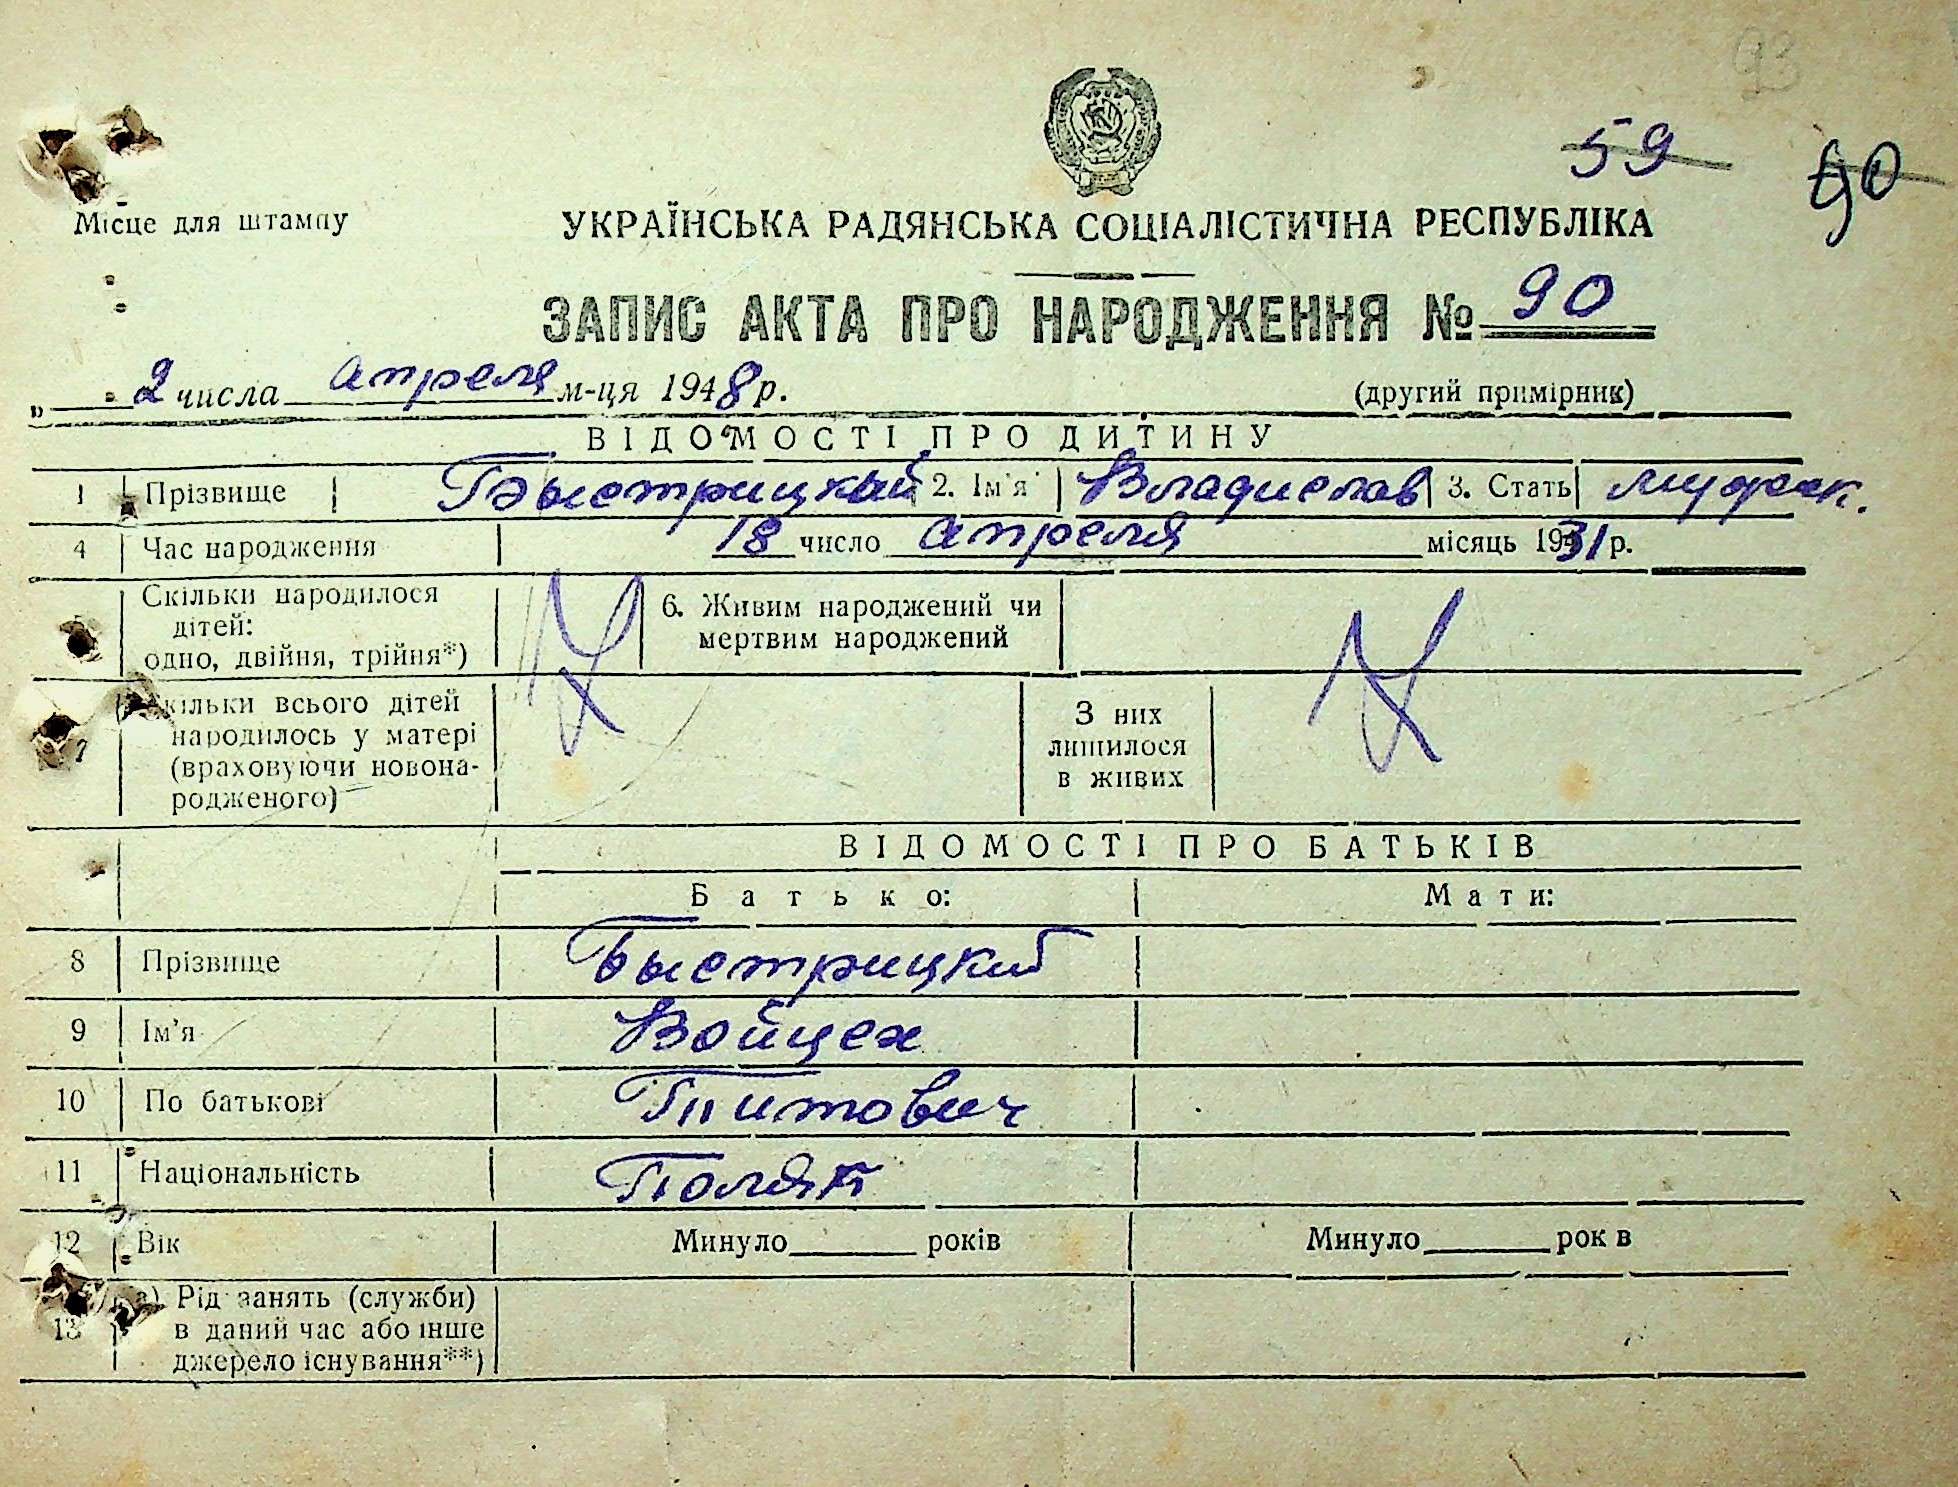 93
59 90
Місце для штампу
УКРАЇНСЬКА РАДЯНСЬКА СОЦІАЛІСТИЧНА РЕСПУБЛІКА
ЗАПИС АКТА ПРО НАРОДЖЕННЯ № 90
„ 2 числа апреля м-ця 1948 р. (другий примірник)
ВІДОМОСТІ ПРО ДИТИНУ
1 Прізвище Быстрицкий 2. Ім'я Владислав 3. Стать мужск.
4 Час народження 18 число апреля місяць 1931 р.
5 Скільки народилося
дітей:
одно, двійня, трійня*)
6. Живим народжений чи
мертвим народжений
7 Скільки всього дітей
народилось у матері
(враховуючи новона-
родженого)
З них
лишилося
в живих
ВІДОМОСТІ ПРО БАТЬКІВ
Батько: Мати:
8 Прізвище Быстрицкий
9 Ім'я Войцех
10 По батькові Титович
11 Національність Поляк
12 Вік Минуло років Минуло рок в
13 а) Рід занять (служби)
в даний час або інше
джерело існування**)